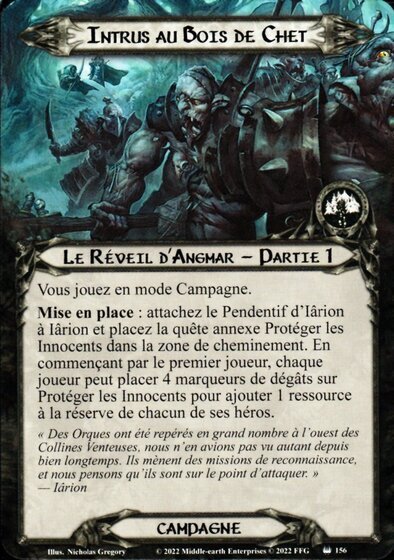 Intrus au Bois de Chet
Le Réveil d'Angmar – Partie 1
Vous jouez en mode Campagne.
Mise en place : attachez le Pendentif d'Iârion
à Iârion et placez la quête annexe Protéger les
Innocents dans la zone de cheminement. En
commençant par le premier joueur, chaque
joueur peut placer 4 marqueurs de dégâts sur
Protéger les Innocents pour ajouter 1 ressource
à la réserve de chacun de ses héros.
« Des Orques ont été repérés en grand nombre à l'ouest des
Collines Venteuses, nous n'en avions pas vu autant depuis
bien longtemps. Ils mènent des missions de reconnaissance,
et nous pensons qu'ils sont sur le point d'attaquer. »
— Iârion
CAMPAGNE
Illus. Nicholas Gregory
© 2022 Middle-earth Enterprises © 2022 FFG
156